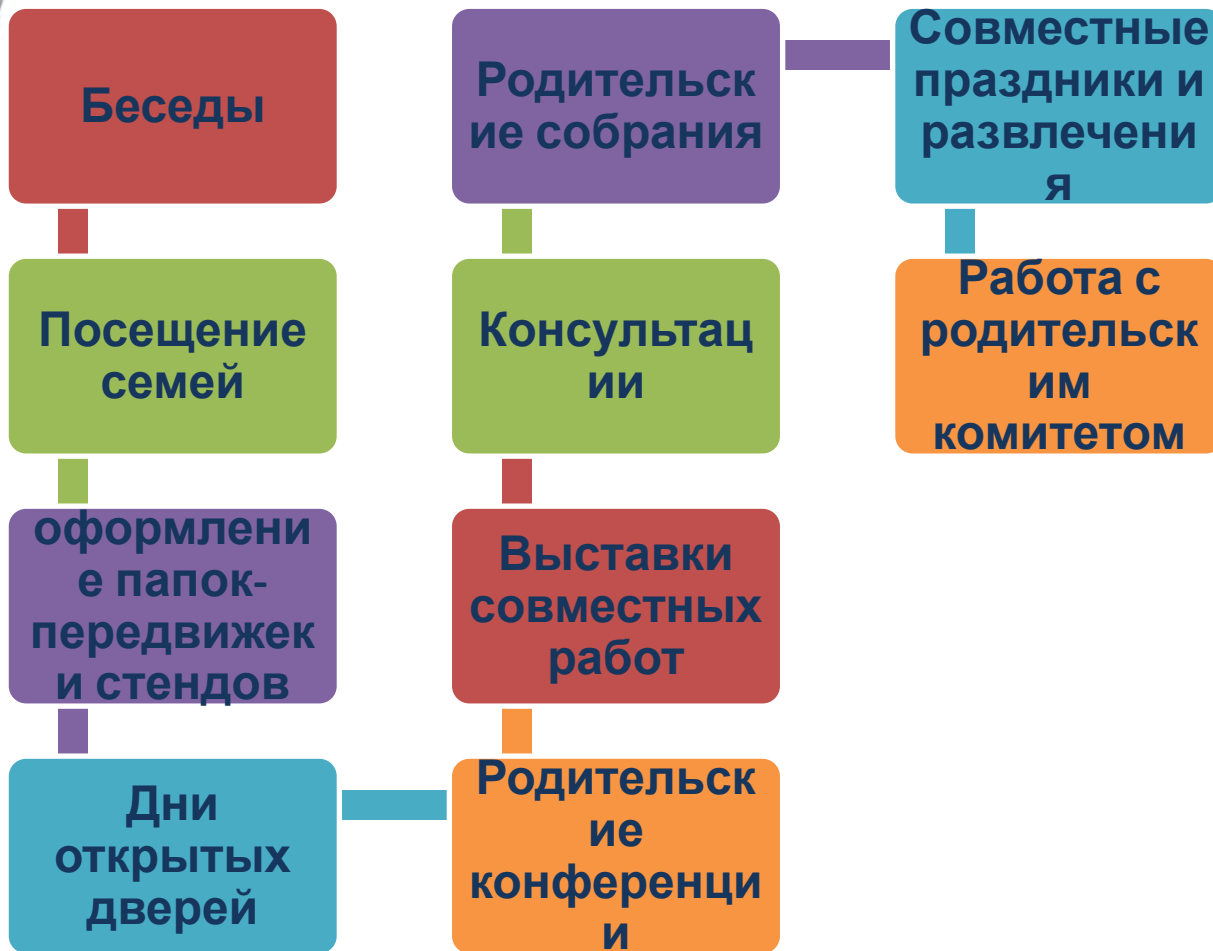 Беседы
Посещение
семей
оформлени
е папок-
передвижек
и стендов
Дни
открытых
дверей
Родительск
ие
конференци
и
Выставки
совместных
работ
Консультац
ии
Родительск
ие собрания
Совместные
праздники и
развлечени
я
Работа с
родительск
им
комитетом